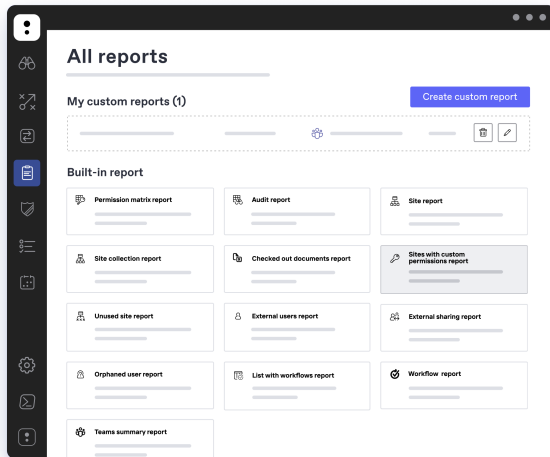 All reports
My custom reports (1)
Create custom report
Built-in report
Permission matrix report
Audit report
Site report
Site collection report
Checked out documents report
Sites with custom
permissions report
Unused site report
External users report
External sharing report
Orphaned user report
List with workflows report
Workflow report
Teams summary report